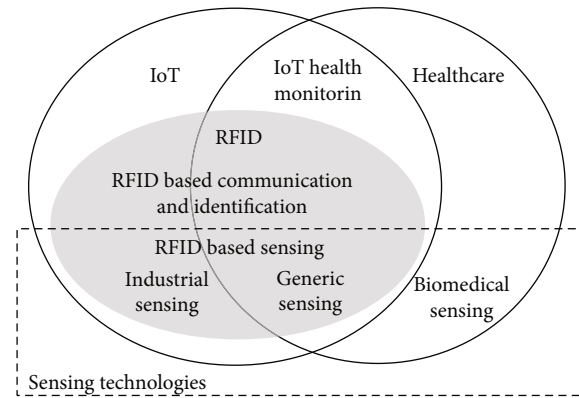 IoT
IoT health
monitorin
Healthcare
RFID
RFID based communication
and identification
RFID based sensing
Industrial
sensing
Generic
sensing
Biomedical
sensing
Sensing technologies